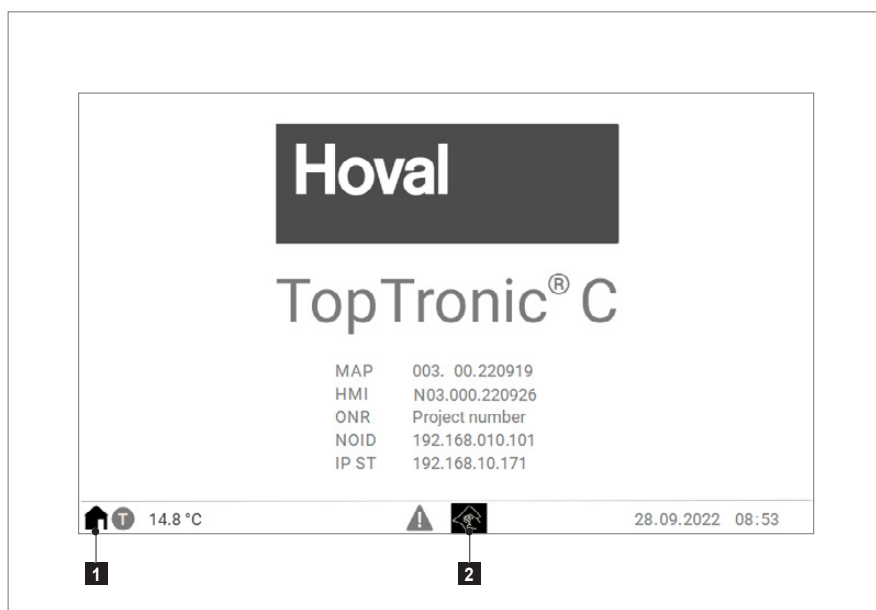 Hoval
TopTronic® C
MAP 003. 00.220919
HMI N03.000.220926
ONR Project number
NOID 192.168.010.101
IP ST 192.168.10.171
T 14.8 °C 28.09.2022 08:53
1 2